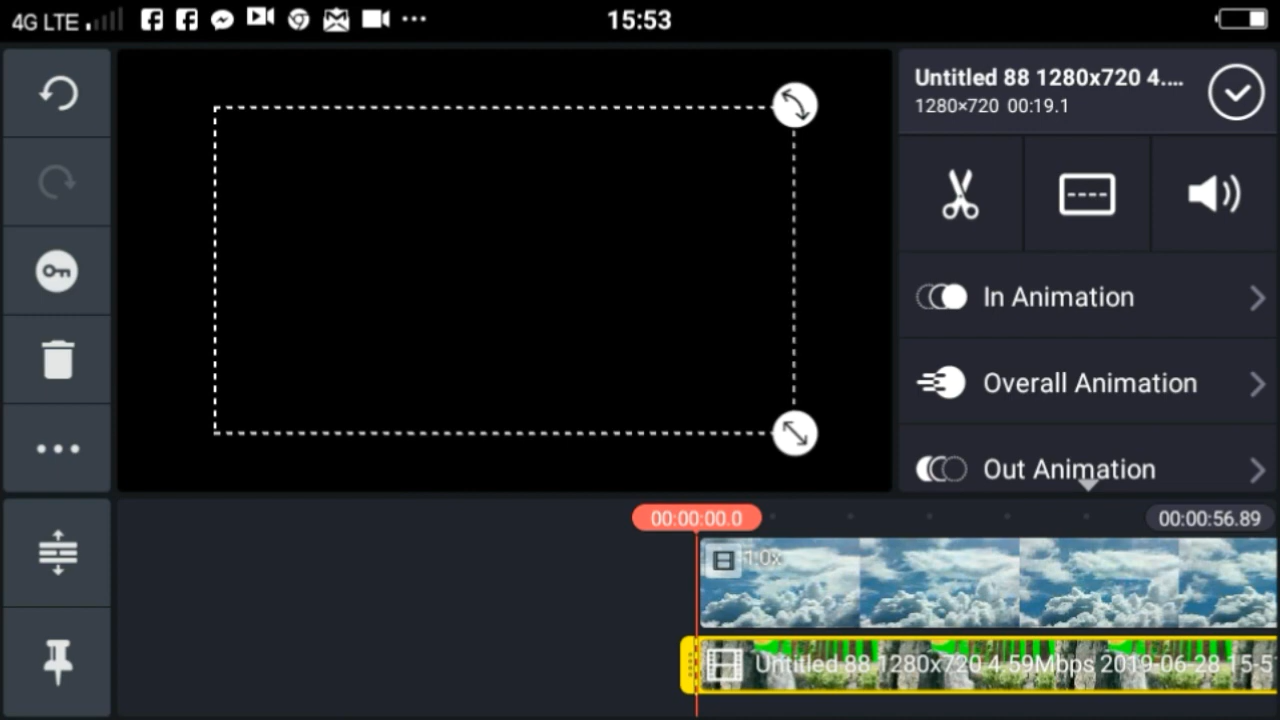 4G LTE
15:53
Untitled 88 1280x720 4....
1280×720 00:19.1
In Animation
Overall Animation
Out Animation
00:00:00.0
00:00:56.89
1.0x
Untitled 88 1280x720 4.59Mbps 2019-06-28 15-5